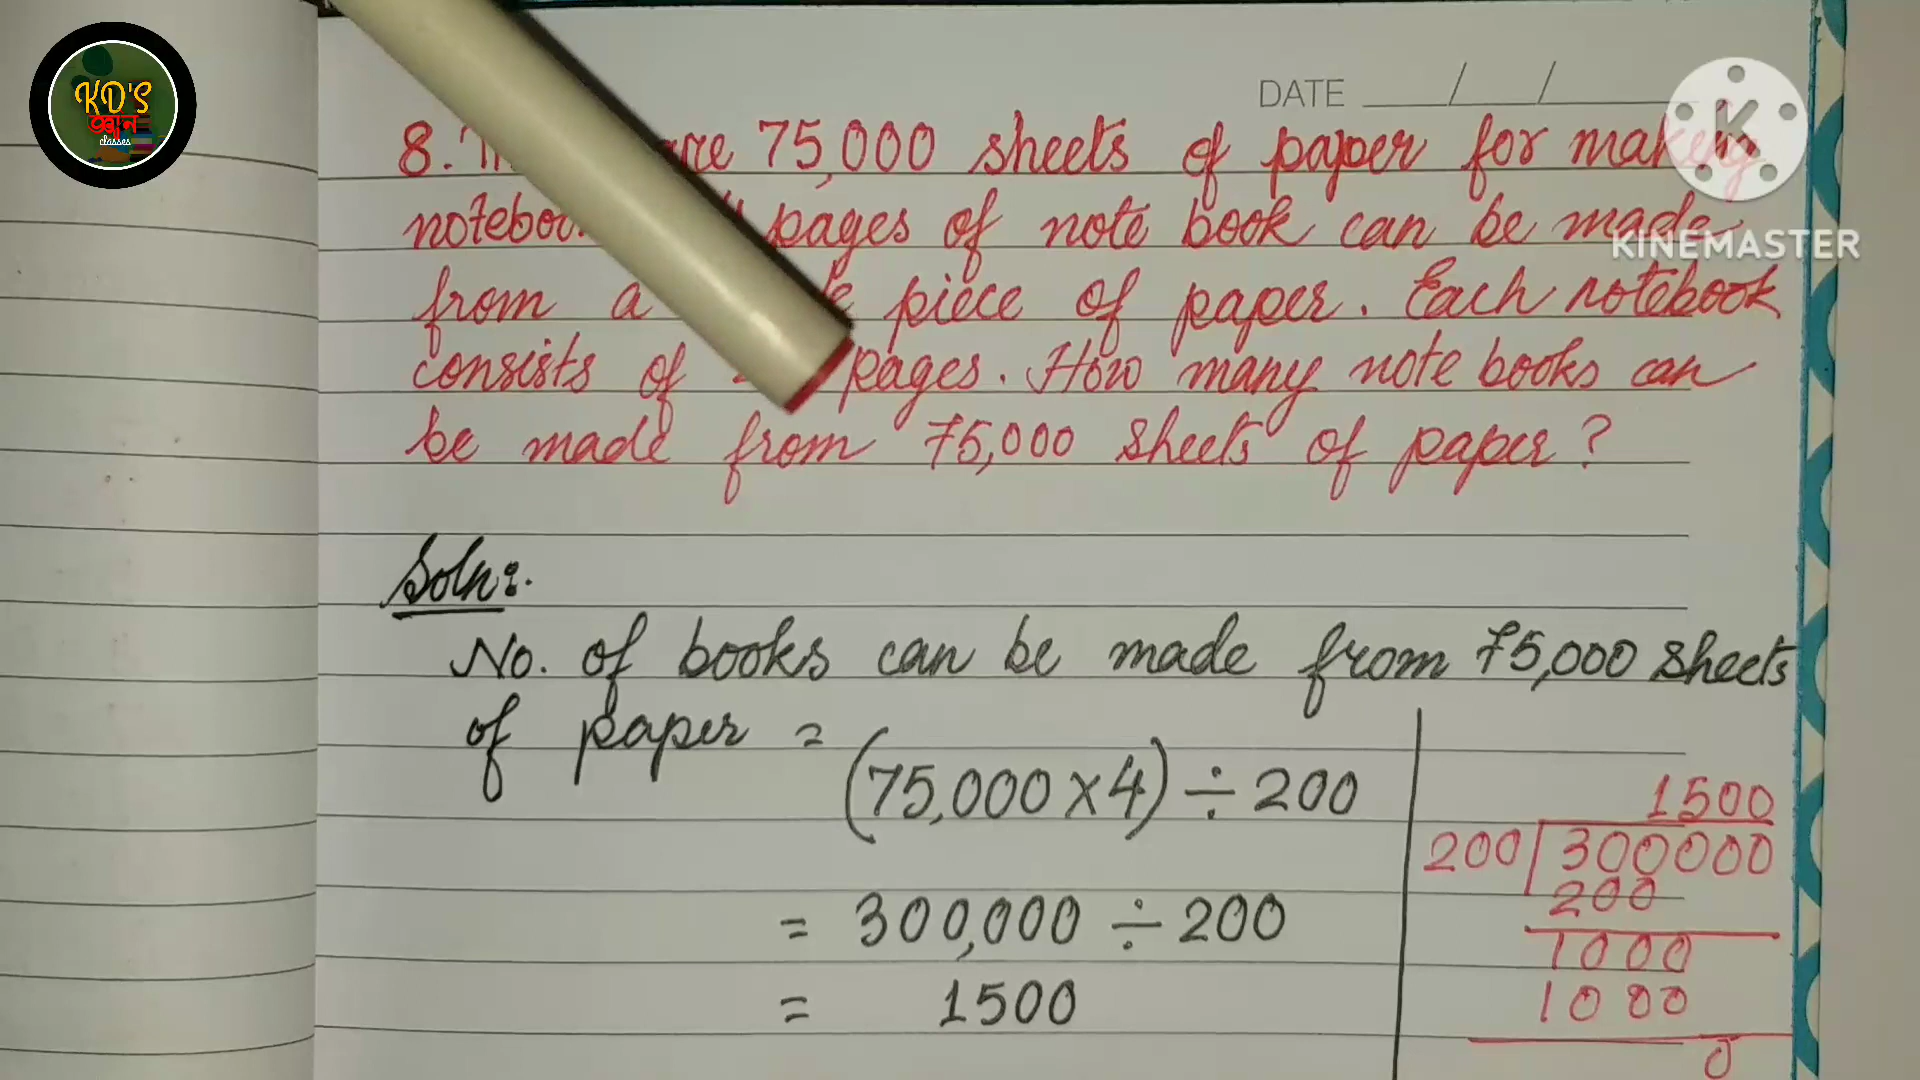 KD'S
জ্ঞান
classes
DATE / /
KINEMASTER
8. are 75,000 sheets of paper for making
pages of note book can be made
from a piece of paper. Each notebook
consists of pages. How many note books can
be made from 75,000 sheets of paper?
Soln:.
No. of books can be made from 75,000 sheets
of paper = (75,000 × 4) ÷ 200
= 300,000 ÷ 200
= 1500
1500
200 300000
200
1000
1000
0